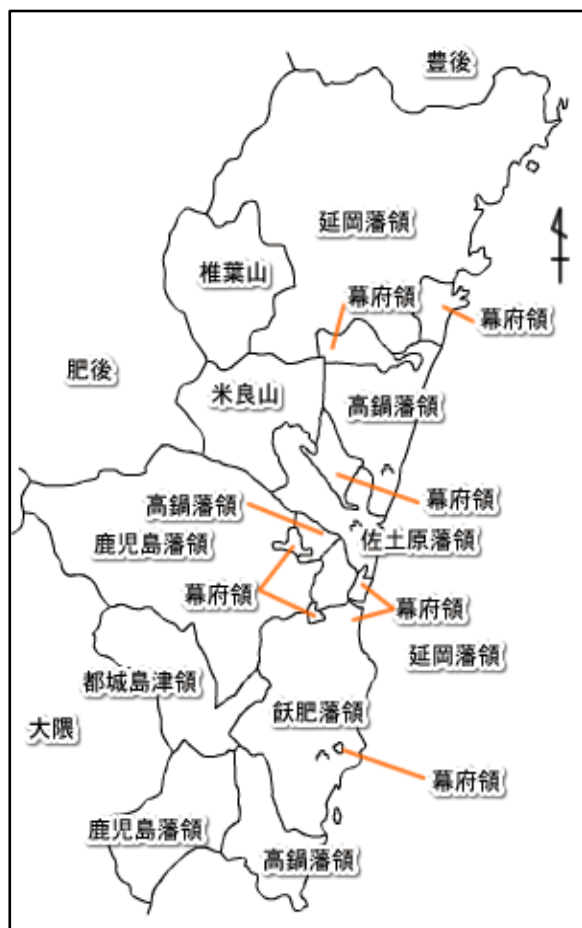 豊後
延岡藩領
椎葉山
幕府領
幕府領
肥後
米良山
高鍋藩領
幕府領
高鍋藩領
鹿児島藩領
佐土原藩領
幕府領
幕府領
延岡藩領
都城島津領
飫肥藩領
大隈
幕府領
鹿児島藩領
高鍋藩領